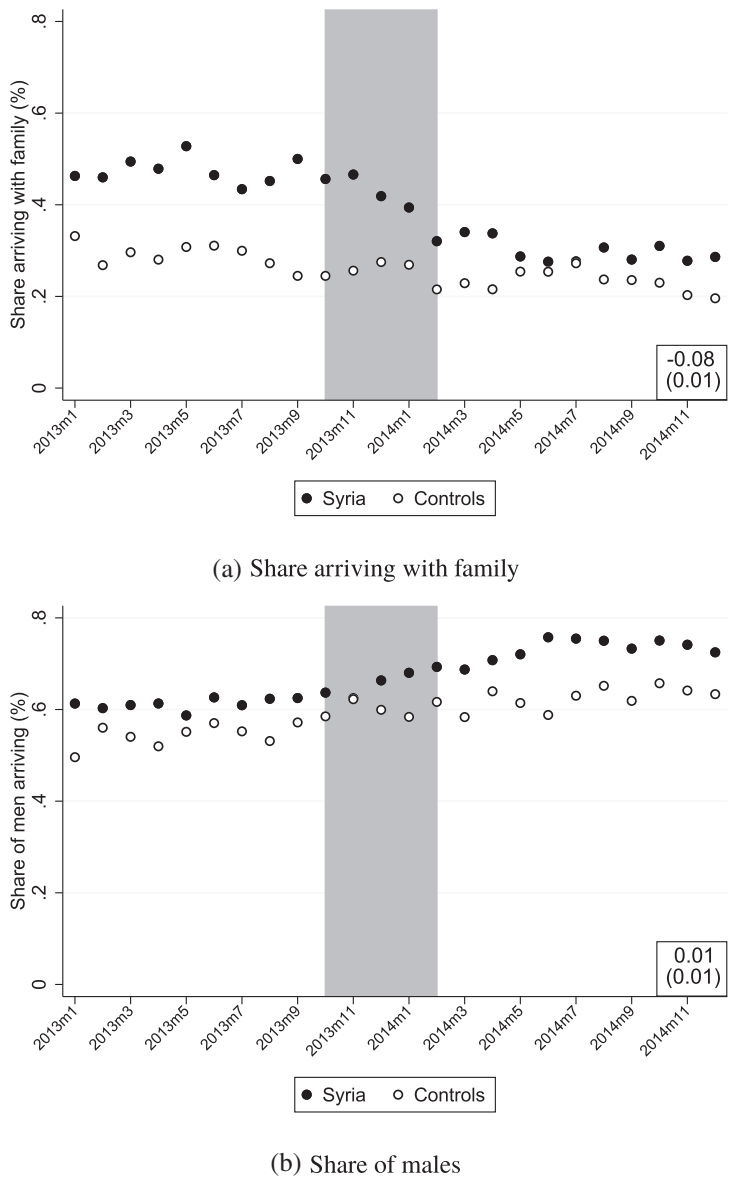 Share arriving with family (%)
.8
.6
.4
.2
0
-0.08
(0.01)
2013m1 2013m3 2013m5 2013m7 2013m9 2013m11 2014m1 2014m3 2014m5 2014m7 2014m9 2014m11
Syria Controls
(a) Share arriving with family
Share of men arriving (%)
.8
.6
.4
.2
0
0.01
(0.01)
2013m1 2013m3 2013m5 2013m7 2013m9 2013m11 2014m1 2014m3 2014m5 2014m7 2014m9 2014m11
Syria Controls
(b) Share of males